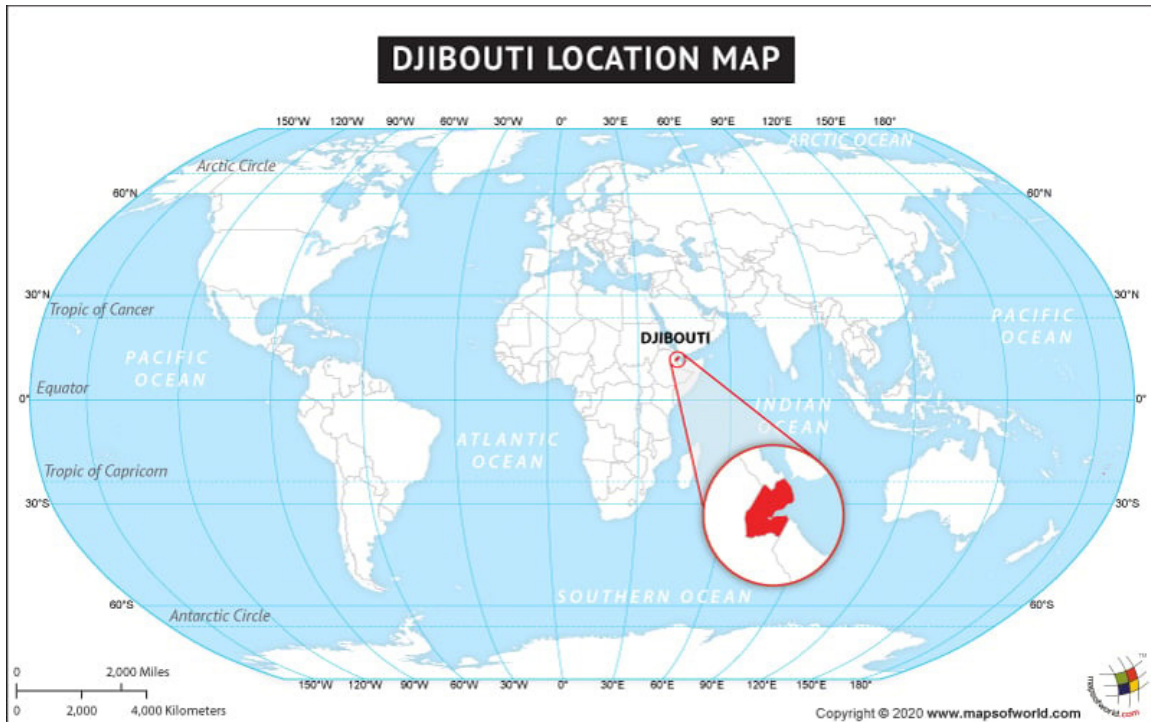 DJIBOUTI LOCATION MAP
150°W 120°W 90°W 60°W 30°W 0° 30°E 60°E 90°E 120°E 150°E 180°
ARCTIC OCEAN
Arctic Circle
60°N 60°N
30°N 30°N
Tropic of Cancer
PACIFIC
OCEAN
DJIBOUTI
PACIFIC
OCEAN
Equator
0° 0°
INDIAN
OCEAN
ATLANTIC
OCEAN
Tropic of Capricorn
30°S 30°S
SOUTHERN OCEAN
60°S 60°S
Antarctic Circle
0 2,000 Miles
0 2,000 4,000 Kilometers
150°W 120°W 90°W 60°W 30°W 0° 30°E 60°E 90°E 120°E 150°E 180°
TM
mapsofworld.com
Copyright © 2020 www.mapsofworld.com